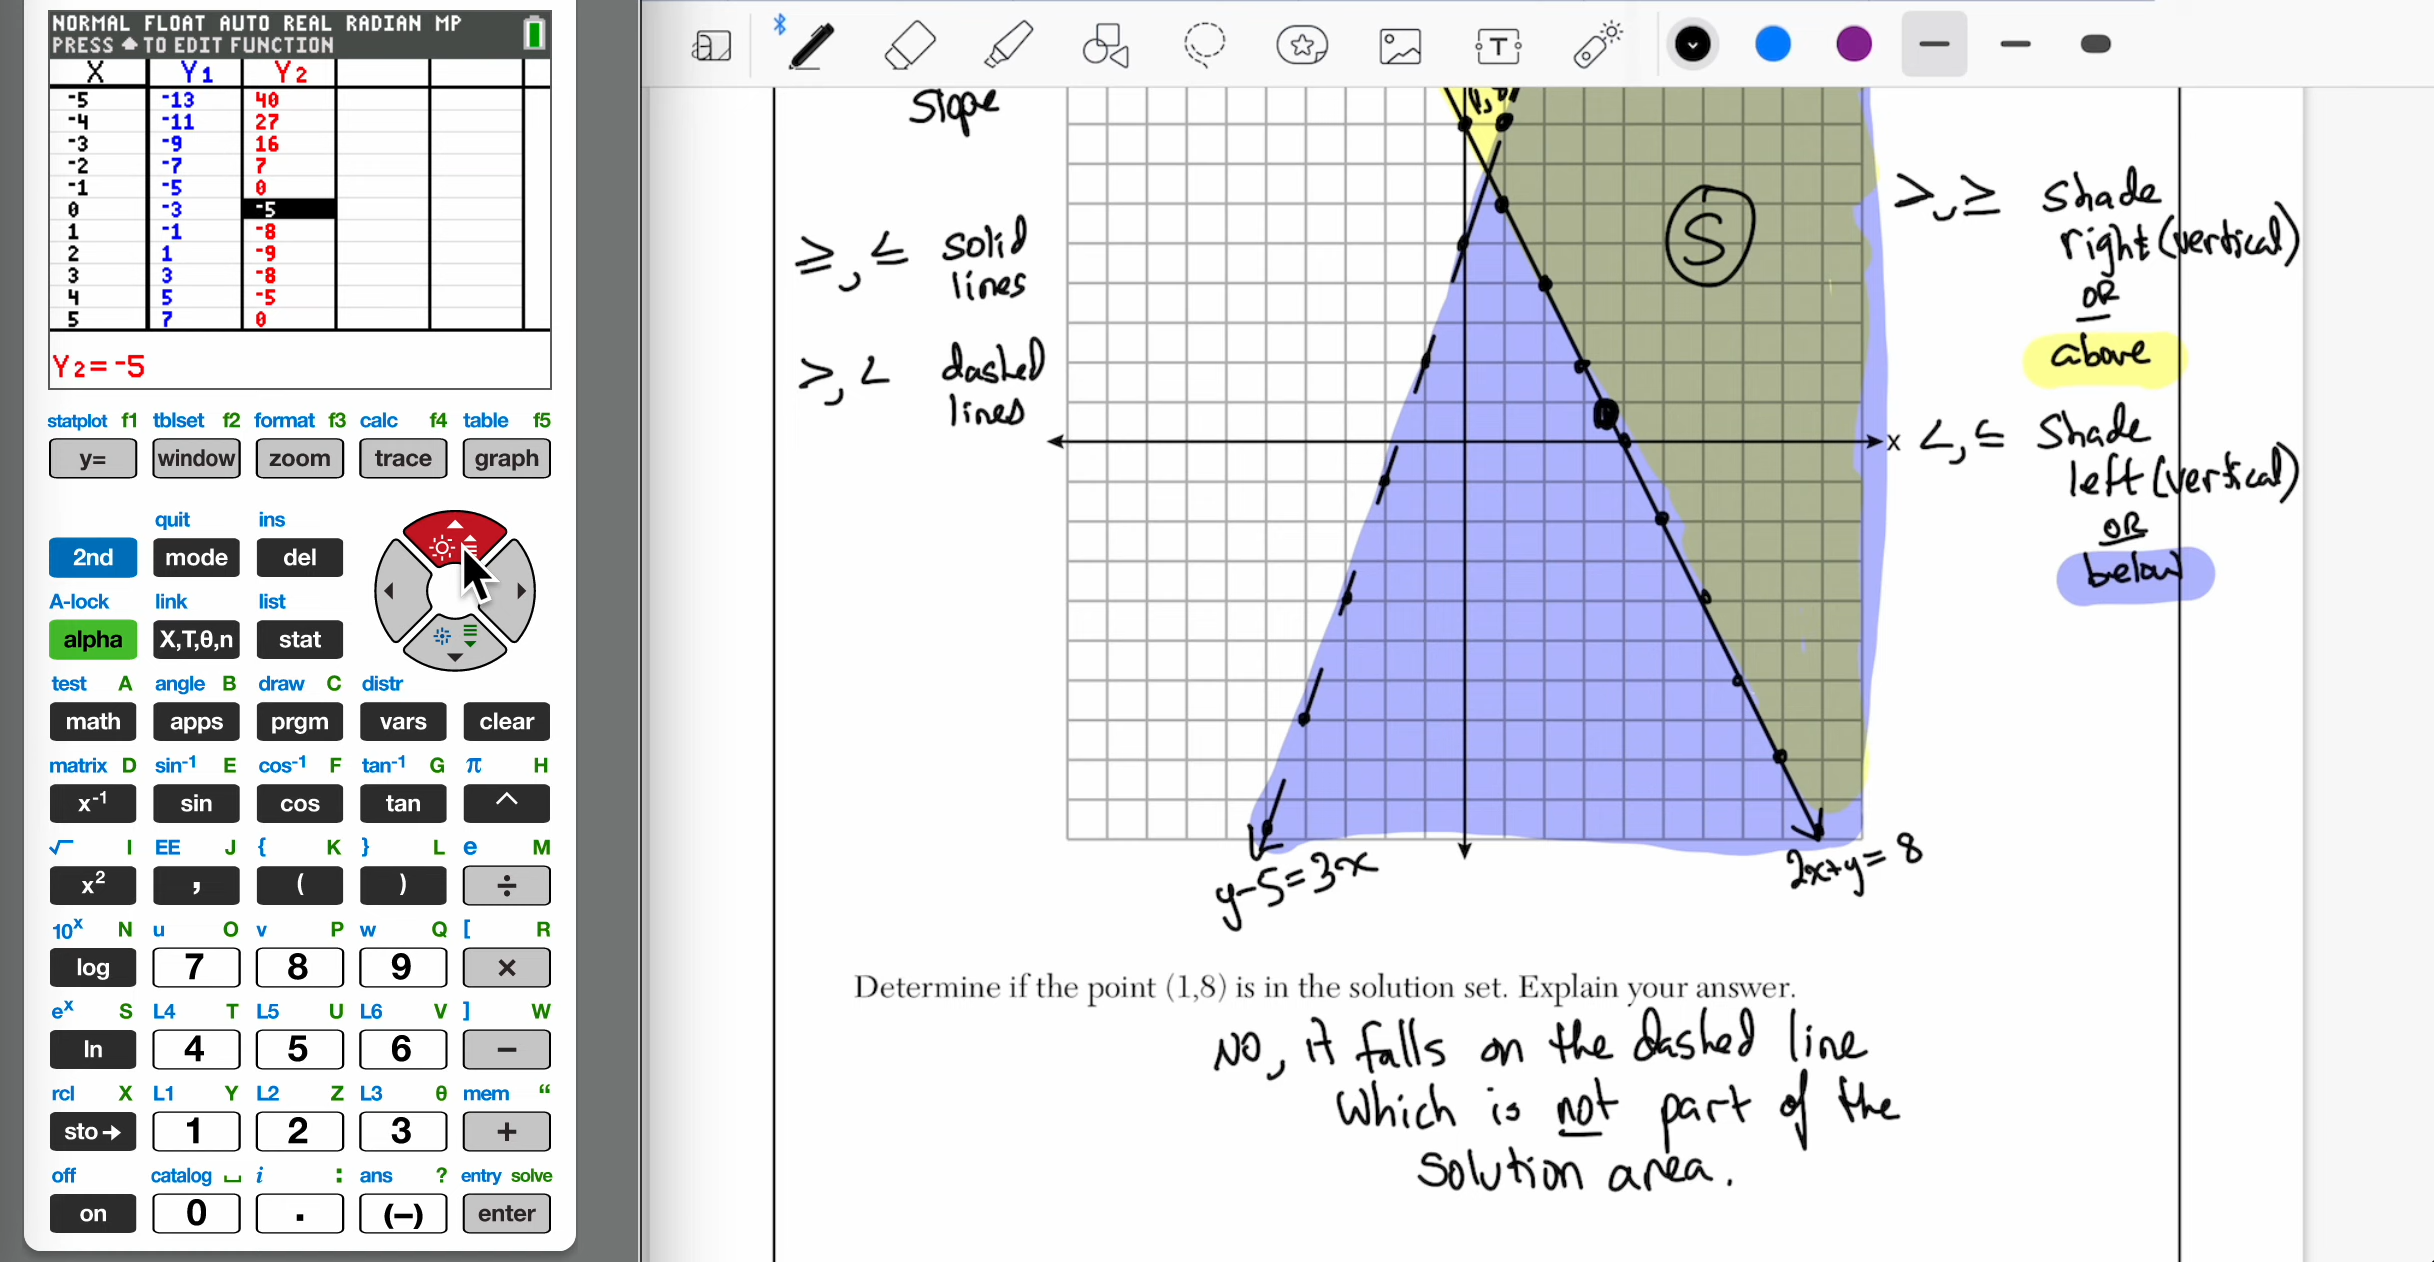 NORMAL FLOAT AUTO REAL RADIAN MP
PRESS TO EDIT FUNCTION
X Y1 Y2
-5 -13 40
-4 -11 27
-3 -9 16
-2 -7 7
-1 -5 0
0 -3 -5
1 -1 -8
2 1 -9
3 3 -8
4 5 -5
5 7 0
Y2= -5
statplot f1 tblset f2 format f3 calc f4 table f5
y= window zoom trace graph
quit ins
2nd mode del
A-lock link list
alpha X,T,θ,n stat
test A angle B draw C distr
math apps prgm vars clear
matrix D sin⁻¹ E cos⁻¹ F tan⁻¹ G π H
x⁻¹ sin cos tan ^
√ I EE J { K } L e M
x² , ( ) ÷
10ˣ N u O v P w Q [ R
log 7 8 9 ×
eˣ S L4 T L5 U L6 V ] W
ln 4 5 6 −
rcl X L1 Y L2 Z L3 θ mem “
sto→ 1 2 3 +
off catalog ⎵ i : ans ? entry solve
on 0 . (−) enter
T
Slope
≥, ≤ solid
lines
>, < dashed
lines
S
x
>, ≥ shade
right (vertical)
OR
above
<, ≤ Shade
left (vertical)
OR
below
y-5=3x
2x+y=8
Determine if the point (1,8) is in the solution set. Explain your answer.
NO, it falls on the dashed line
Which is not part of the
Solution area.